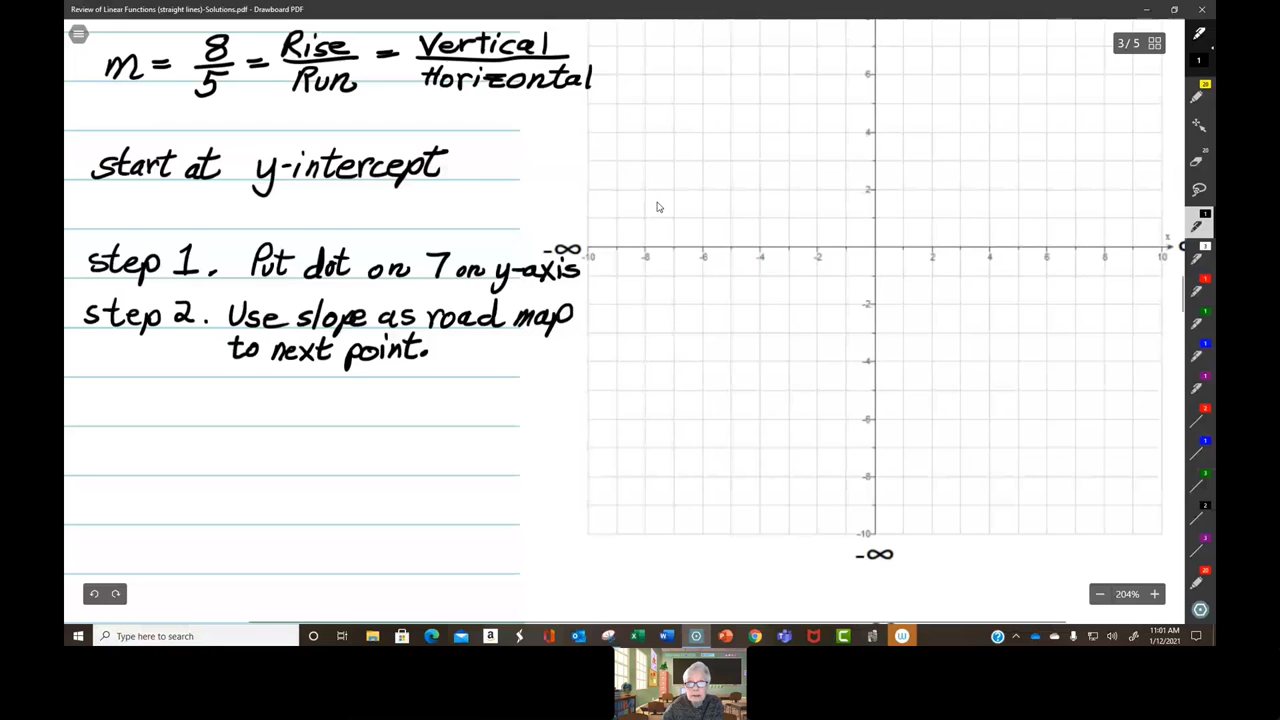 Review of Linear Functions (straight lines)-Solutions.pdf - Drawboard PDF
3/5
m = 8/5 = Rise/Run = Vertical/Horizontal
start at y-intercept
step 1. Put dot on 7 on y-axis
step 2. Use slope as road map
to next point.
6
4
2
-∞
-10 -8 -6 -4 -2 2 4 6 8 10
x
-2
-4
-6
-8
-10
-∞
204%
Type here to search
11:01 AM
1/12/2021